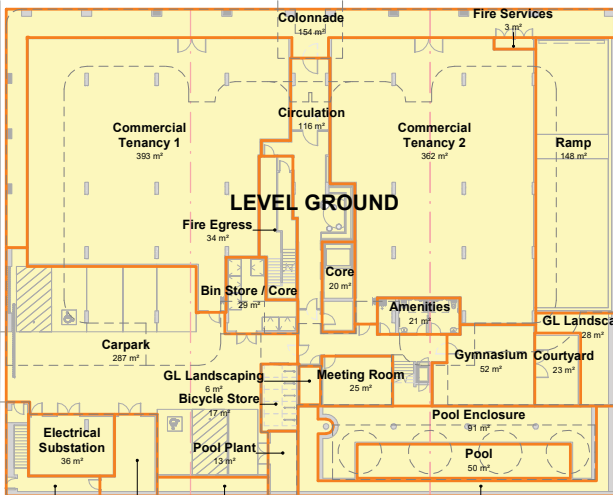 Colonnade
154 m²
Fire Services
3 m²
Circulation
116 m²
Commercial
Tenancy 1
393 m²
Commercial
Tenancy 2
362 m²
Ramp
148 m²
LEVEL GROUND
Fire Egress
34 m²
Core
20 m²
Bin Store / Core
29 m²
Amenities
21 m²
GL Landsca
28 m²
Carpark
287 m²
Gymnasium
52 m²
Courtyard
23 m²
GL Landscaping
6 m²
Meeting Room
25 m²
Bicycle Store
17 m²
Pool Enclosure
91 m²
Electrical
Substation
36 m²
Pool Plant
13 m²
Pool
50 m²